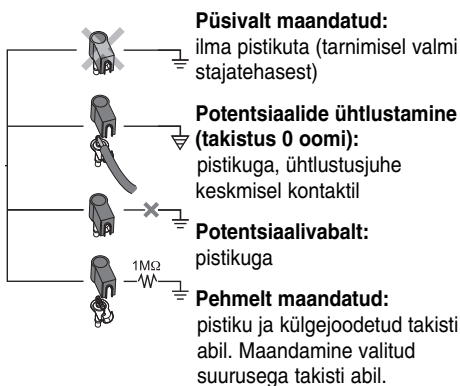 Püsivalt maandatud:
ilma pistikuta (tarnimisel valmi
stajatehasest)
Potentsiaalide ühtlustamine
(takistus 0 oomi):
pistikuga, ühtlustusjuhe
keskmisel kontaktil
Potentsiaalivabalt:
pistikuga
1MΩ
Pehmelt maandatud:
pistiku ja külgejoodetud takisti
abil. Maandamine valitud
suurusega takisti abil.